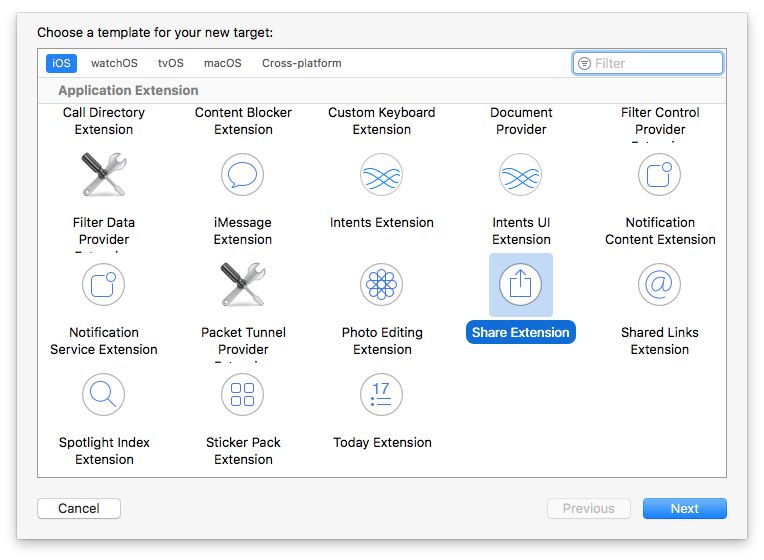 Choose a template for your new target:
iOS watchOS tvOS macOS Cross-platform Filter
Application Extension
Call Directory Extension
Content Blocker Extension
Custom Keyboard Extension
Document Provider
Filter Control Provider
Filter Data Provider
iMessage Extension
Intents Extension
Intents UI Extension
Notification Content Extension
Notification Service Extension
Packet Tunnel Provider
Photo Editing Extension
Share Extension
Shared Links Extension
Spotlight Index Extension
Sticker Pack Extension
17
Today Extension
Cancel Previous Next